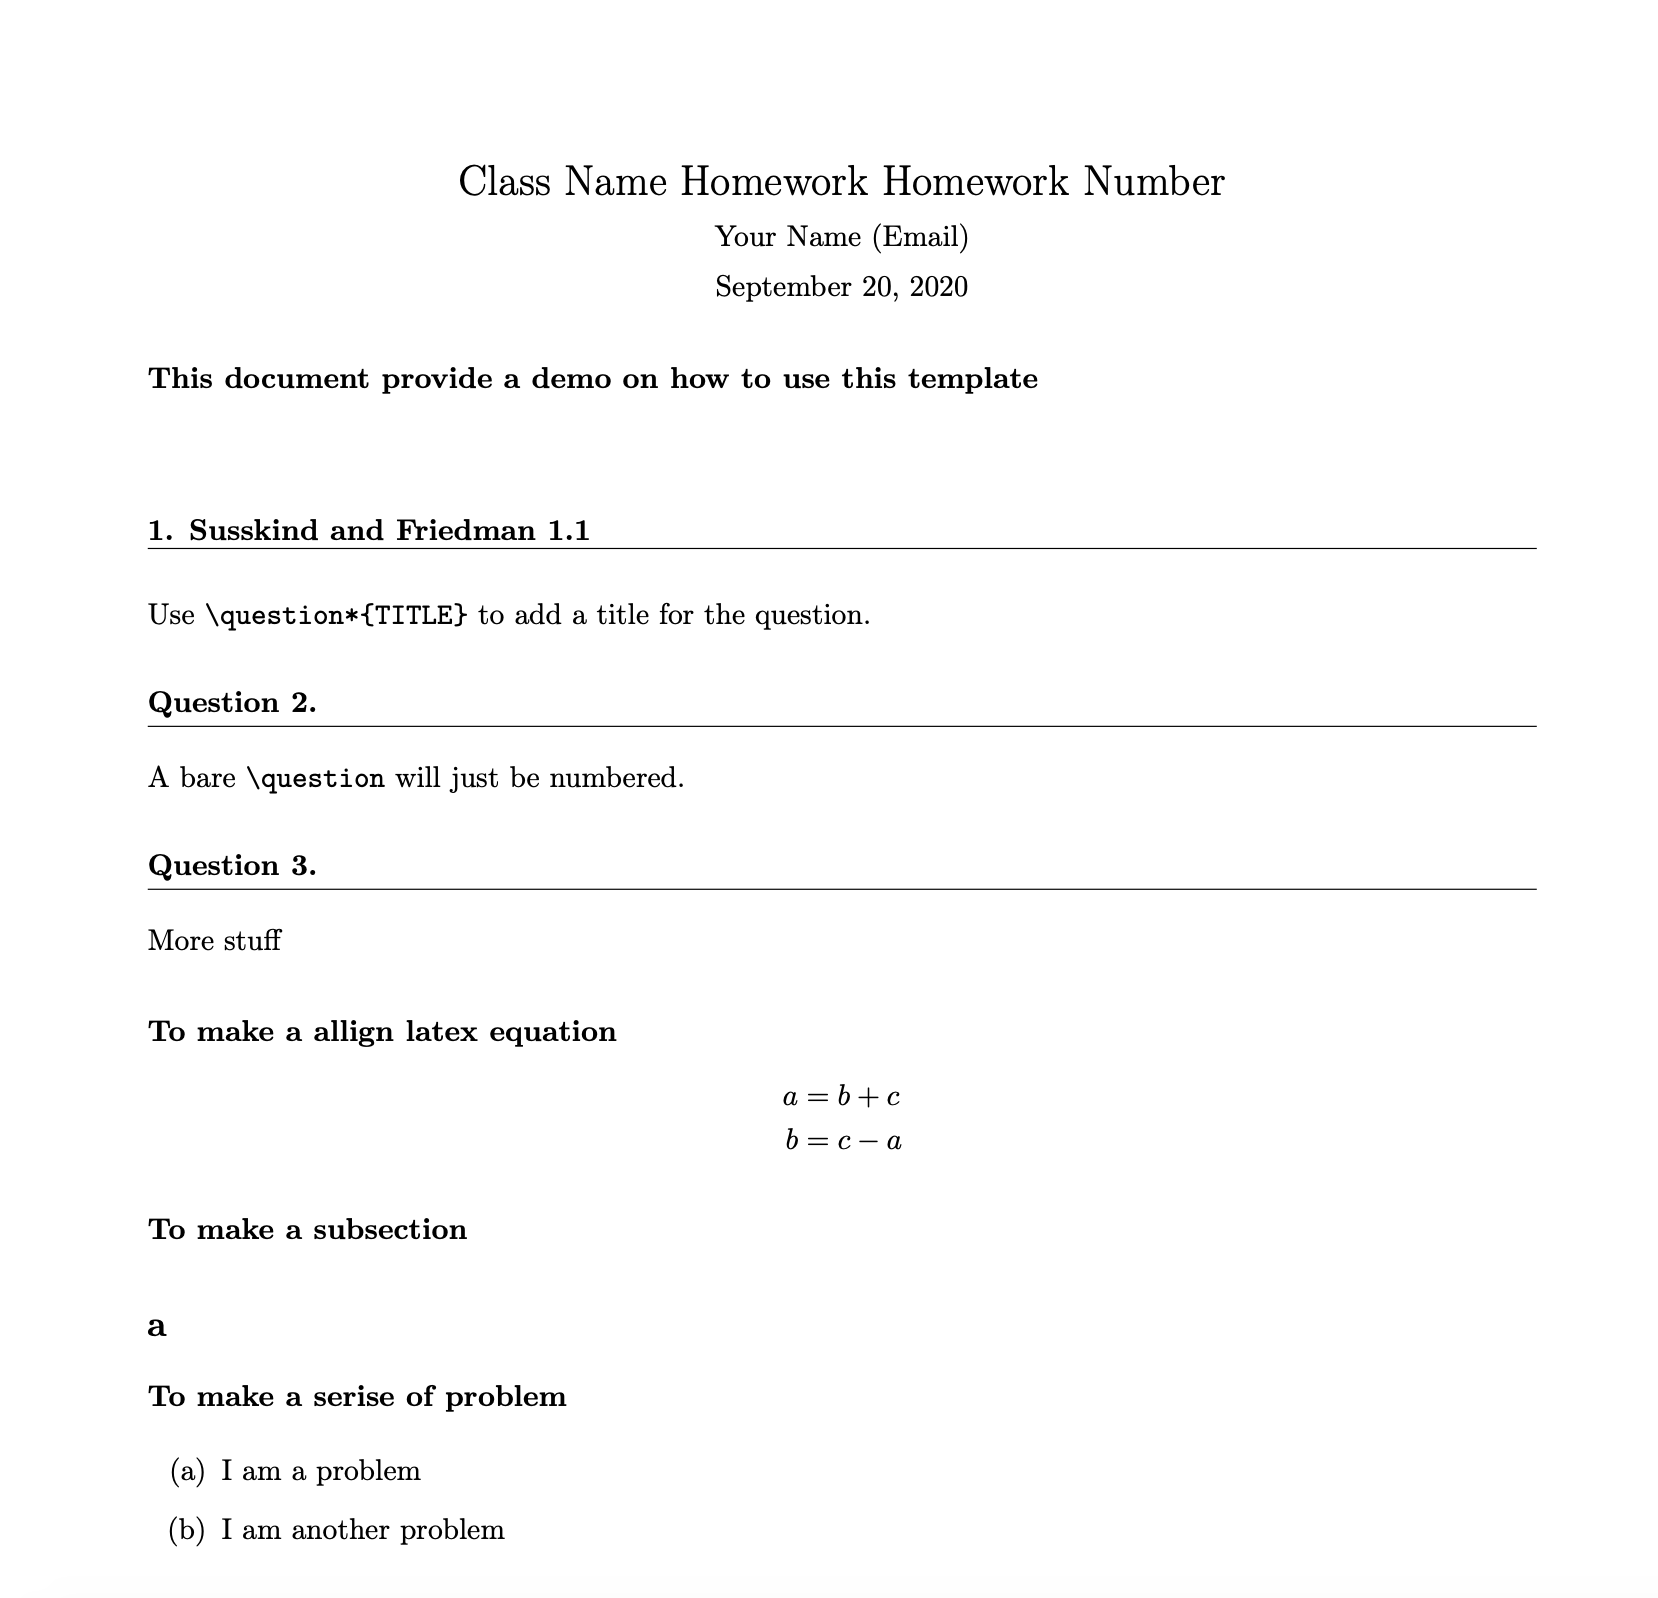 Class Name Homework Homework Number
Your Name (Email)
September 20, 2020
This document provide a demo on how to use this template
1. Susskind and Friedman 1.1
Use \question*{TITLE} to add a title for the question.
Question 2.
A bare \question will just be numbered.
Question 3.
More stuff
To make a allign latex equation
a = b + c
b = c − a
To make a subsection
a
To make a serise of problem
(a) I am a problem
(b) I am another problem